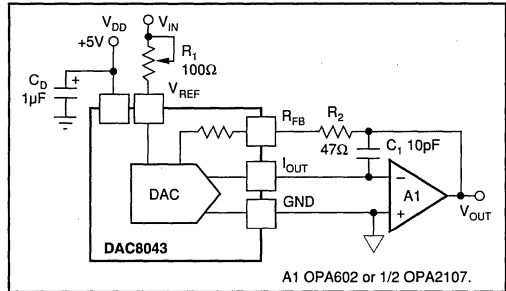 V_DD
+5V
V_IN
R_1
100Ω
C_D
1µF
+
V_REF
R_FB
R_2
47Ω
C_1 10pF
I_OUT
DAC
GND
−
+
A1
V_OUT
DAC8043
A1 OPA602 or 1/2 OPA2107.